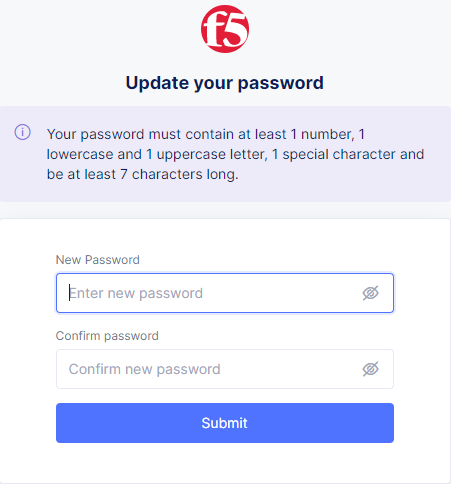 f5
Update your password
Your password must contain at least 1 number, 1
lowercase and 1 uppercase letter, 1 special character and
be at least 7 characters long.
New Password
Enter new password
Confirm password
Confirm new password
Submit